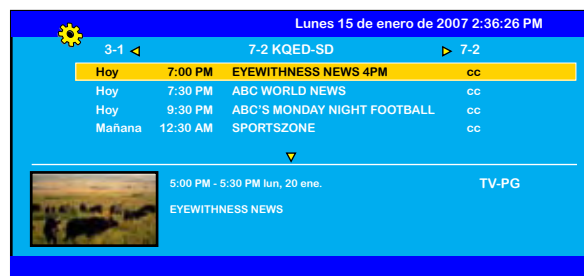 Lunes 15 de enero de 2007 2:36:26 PM
3-1 7-2 KQED-SD 7-2
Hoy 7:00 PM EYEWITHNESS NEWS 4PM cc
Hoy 7:30 PM ABC WORLD NEWS cc
Hoy 9:30 PM ABC'S MONDAY NIGHT FOOTBALL cc
Mañana 12:30 AM SPORTSZONE cc
5:00 PM - 5:30 PM lun, 20 ene. TV-PG
EYEWITHNESS NEWS